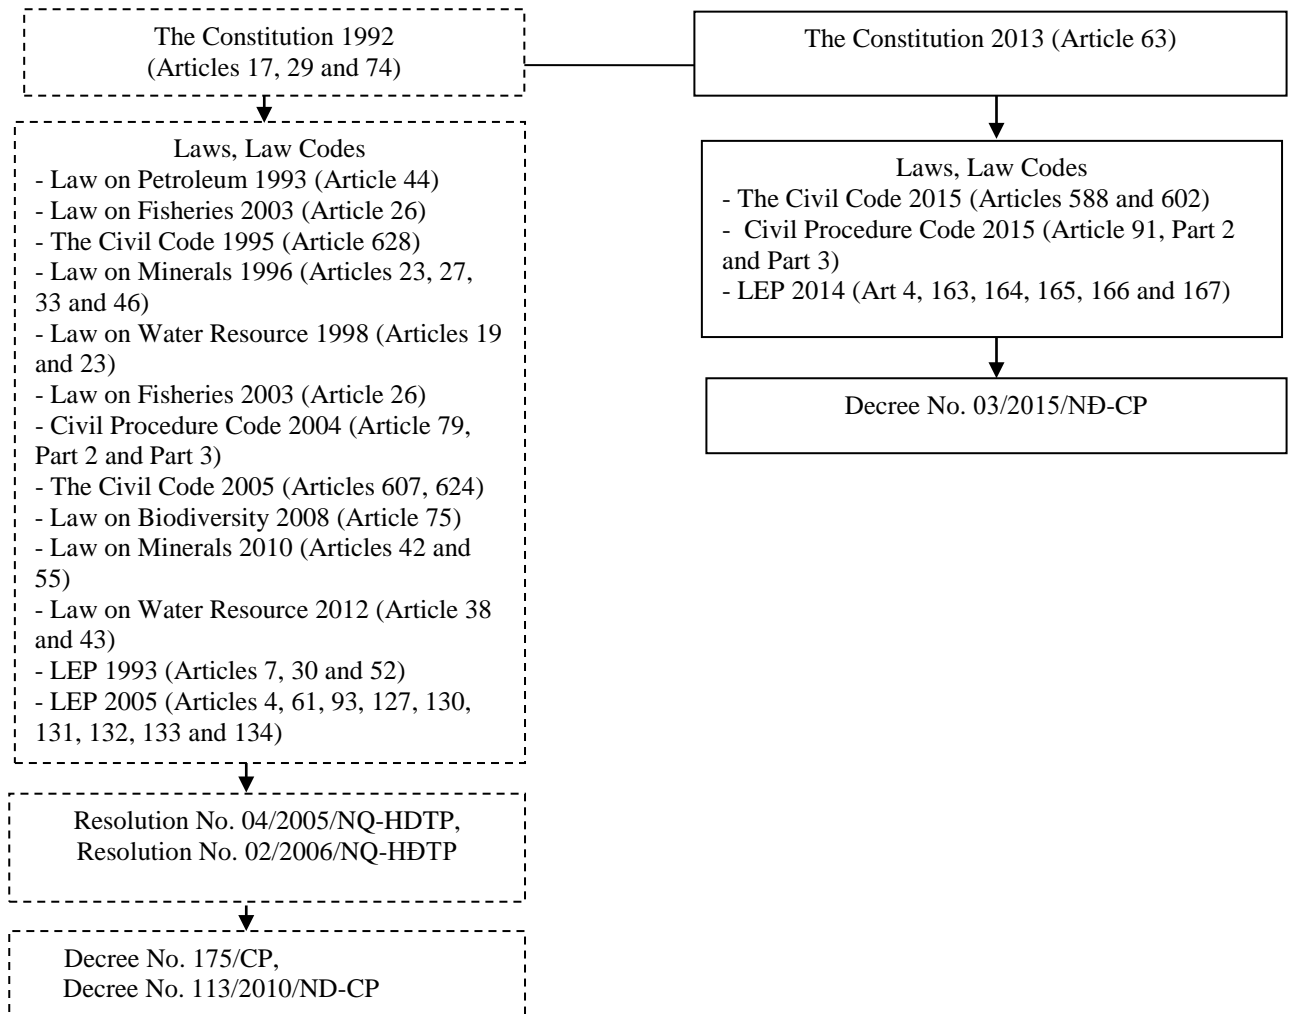 The Constitution 1992
(Articles 17, 29 and 74)
Laws, Law Codes
- Law on Petroleum 1993 (Article 44)
- Law on Fisheries 2003 (Article 26)
- The Civil Code 1995 (Article 628)
- Law on Minerals 1996 (Articles 23, 27,
33 and 46)
- Law on Water Resource 1998 (Articles 19
and 23)
- Law on Fisheries 2003 (Article 26)
- Civil Procedure Code 2004 (Article 79,
Part 2 and Part 3)
- The Civil Code 2005 (Articles 607, 624)
- Law on Biodiversity 2008 (Article 75)
- Law on Minerals 2010 (Articles 42 and
55)
- Law on Water Resource 2012 (Article 38
and 43)
- LEP 1993 (Articles 7, 30 and 52)
- LEP 2005 (Articles 4, 61, 93, 127, 130,
131, 132, 133 and 134)
Resolution No. 04/2005/NQ-HDTP,
Resolution No. 02/2006/NQ-HĐTP
Decree No. 175/CP,
Decree No. 113/2010/ND-CP
The Constitution 2013 (Article 63)
Laws, Law Codes
- The Civil Code 2015 (Articles 588 and 602)
- Civil Procedure Code 2015 (Article 91, Part 2
and Part 3)
- LEP 2014 (Art 4, 163, 164, 165, 166 and 167)
Decree No. 03/2015/NĐ-CP